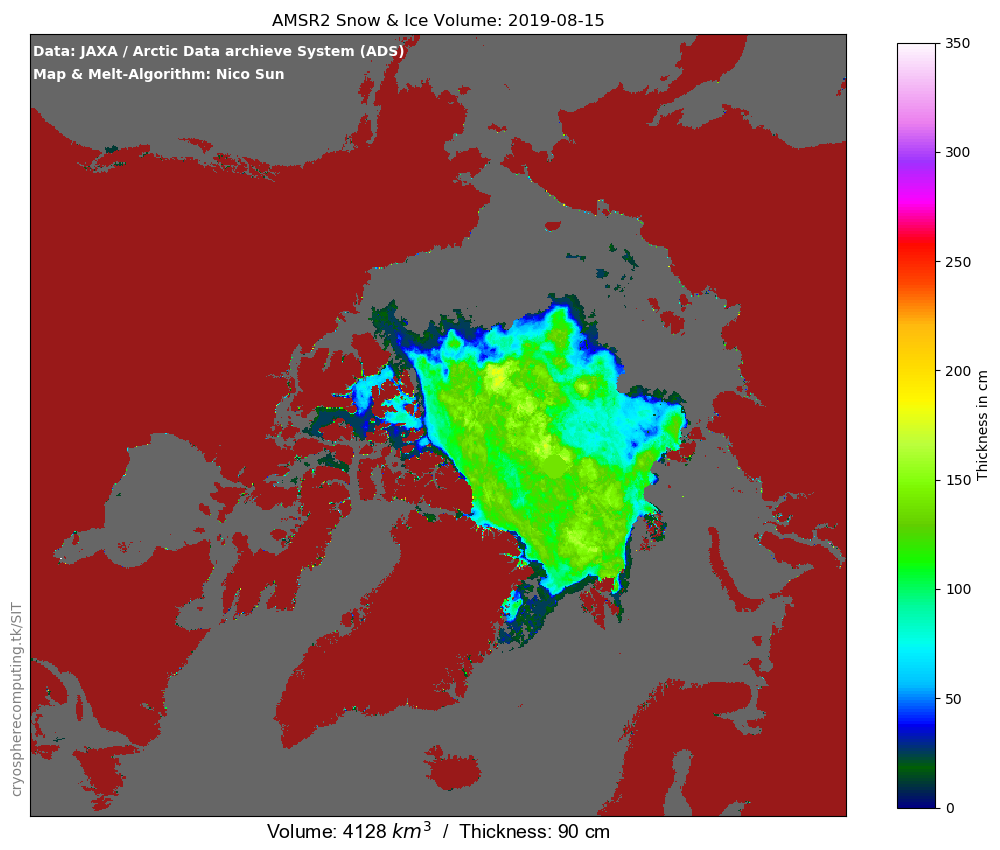 AMSR2 Snow & Ice Volume: 2019-08-15
Data: JAXA / Arctic Data archieve System (ADS)
Map & Melt-Algorithm: Nico Sun
350
300
250
200
150
100
50
0
Thickness in cm
cryospherecomputing.tk/SIT
Volume: 4128 km³ / Thickness: 90 cm